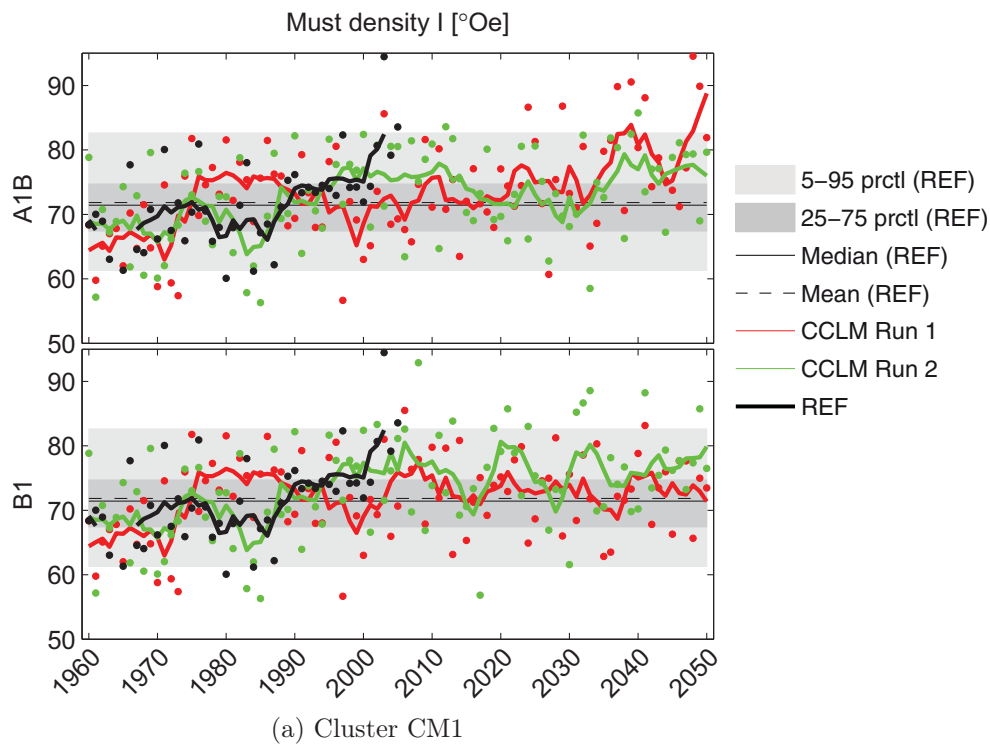 Must density I [°Oe]
A1B
90
80
70
60
50
B1
90
80
70
60
50
1960
1970
1980
1990
2000
2010
2020
2030
2040
2050
5−95 prctl (REF)
25−75 prctl (REF)
Median (REF)
Mean (REF)
CCLM Run 1
CCLM Run 2
REF
(a) Cluster CM1